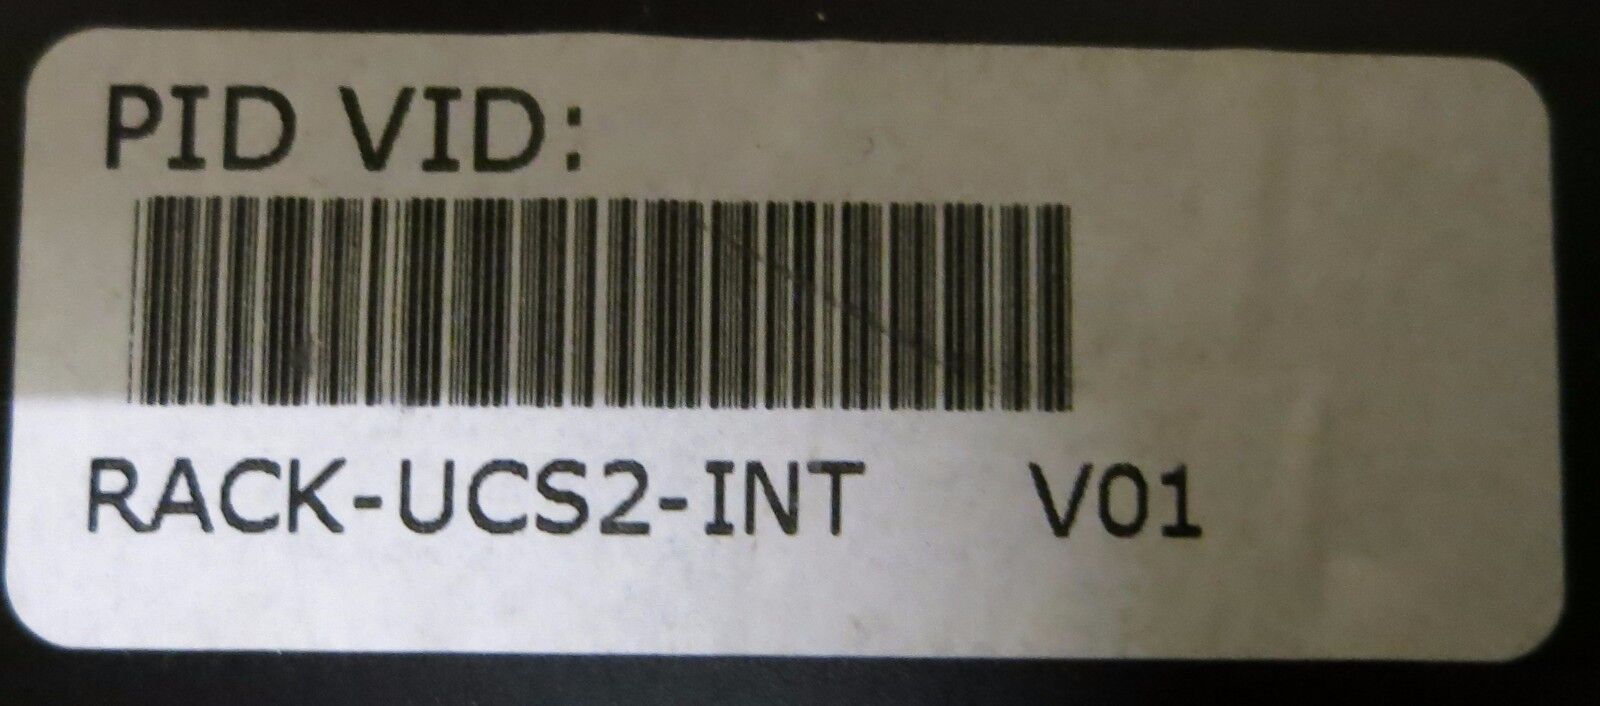 PID VID:
RACK-UCS2-INT V01